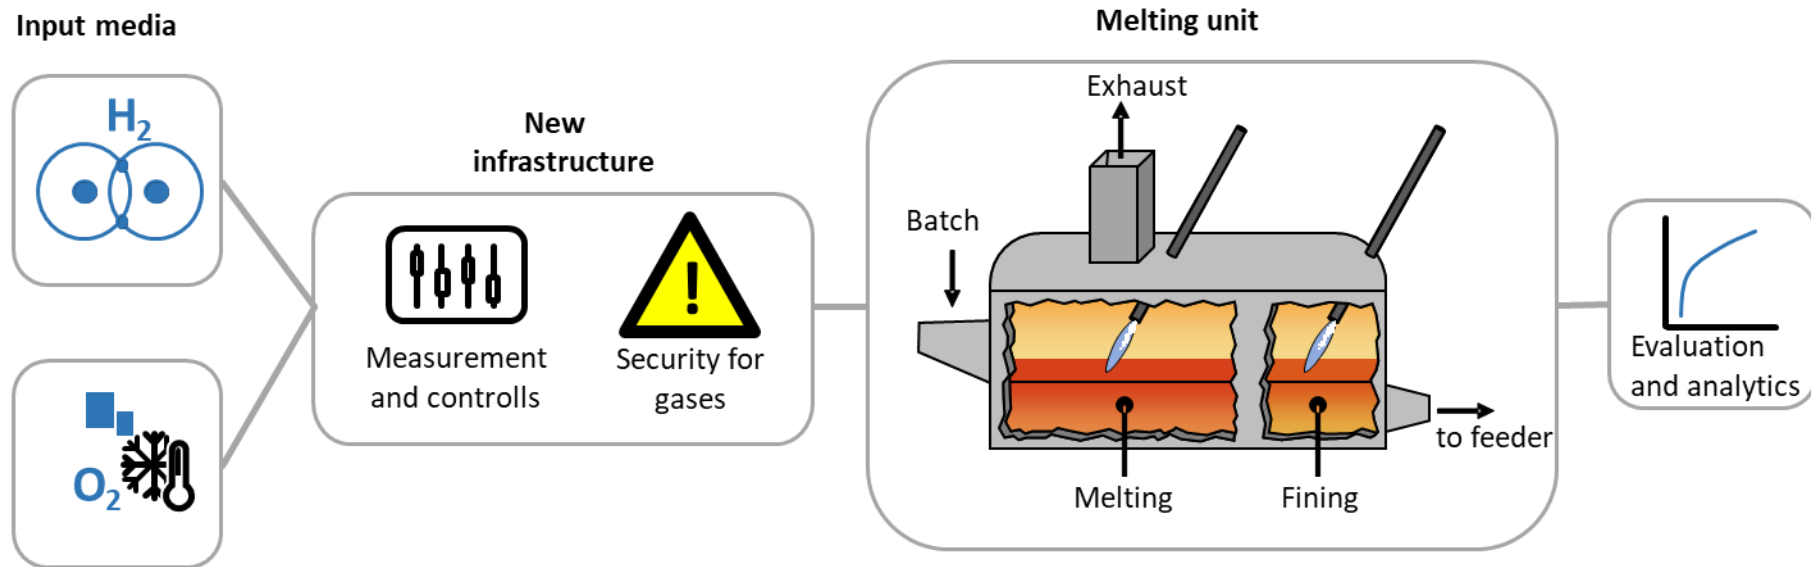 Input media
H₂
O₂
New
infrastructure
!
Measurement
and controlls
Security for
gases
Melting unit
Exhaust
Batch
to feeder
Melting
Fining
Evaluation
and analytics